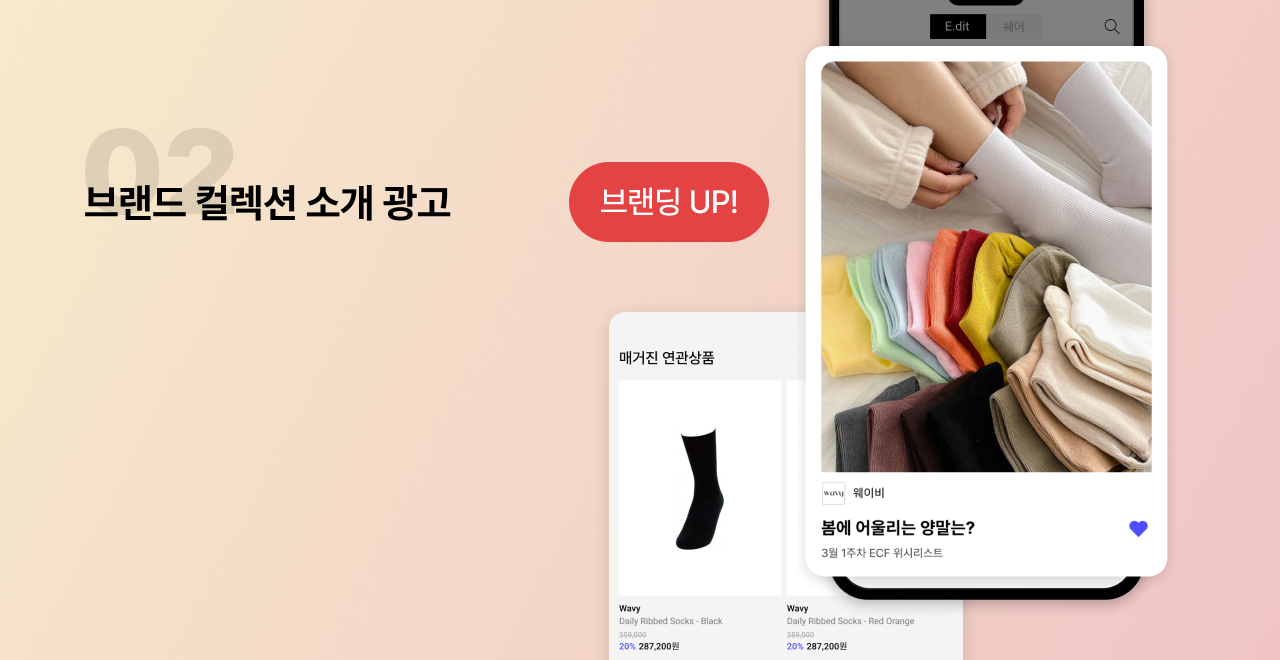 E.dit 쉐어
02
브랜드 컬렉션 소개 광고
브랜딩 UP!
매거진 연관상품
wavy
웨이비
봄에 어울리는 양말는?
3월 1주차 ECF 위시리스트
Wavy
Daily Ribbed Socks - Black
359,000
20% 287,200원
Wavy
Daily Ribbed Socks - Red Orange
359,000
20% 287,200원